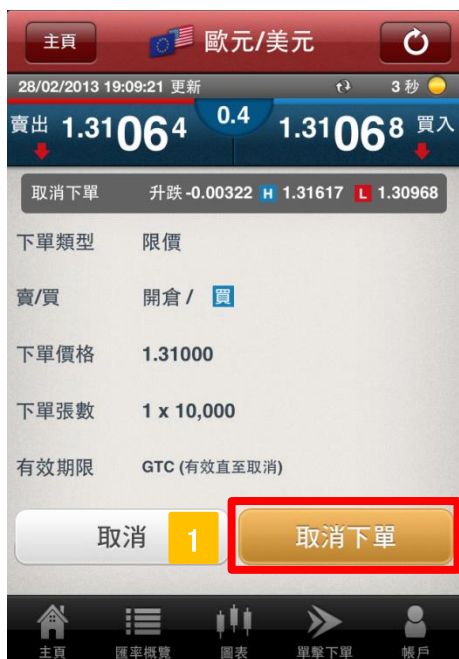 主頁 歐元/美元
28/02/2013 19:09:21 更新 3 秒
賣出 1.31064 0.4 1.31068 買入
取消下單 升跌 -0.00322 H 1.31617 L 1.30968
下單類型 限價
賣/買 開倉 / 買
下單價格 1.31000
下單張數 1 x 10,000
有效期限 GTC (有效直至取消)
取消 1 取消下單
主頁 匯率概覽 圖表 單擊下單 帳戶